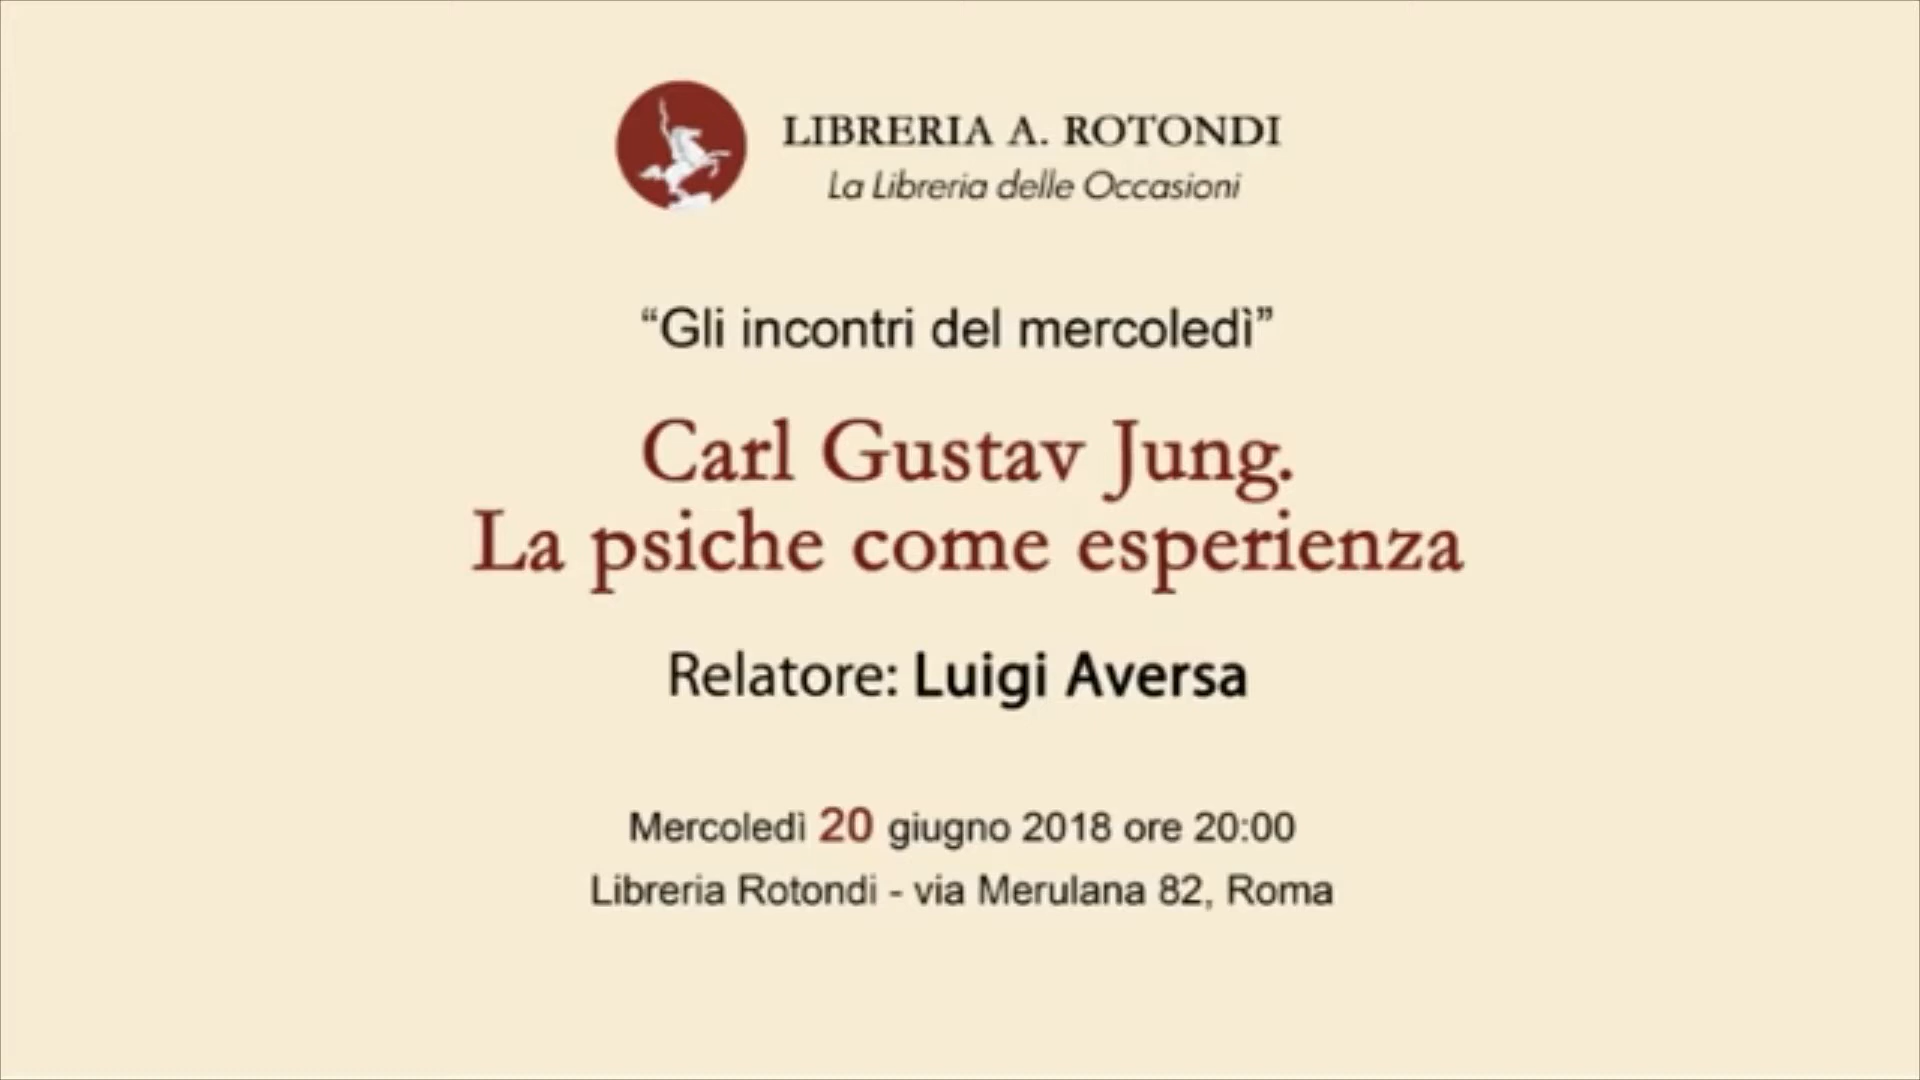 LIBRERIA A. ROTONDI
La Libreria delle Occasioni
“Gli incontri del mercoledì”
Carl Gustav Jung.
La psiche come esperienza
Relatore: Luigi Aversa
Mercoledì 20 giugno 2018 ore 20:00
Libreria Rotondi - via Merulana 82, Roma